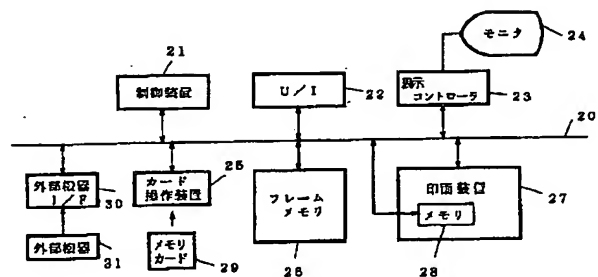 モニタ
24
21
制御装置
U/I
22
表示
コントローラ
23
20
外部機器
I/F
30
カード
操作装置
25
フレーム
メモリ
26
印画装置
27
メモリ
28
外部機器
31
メモリ
カード
29